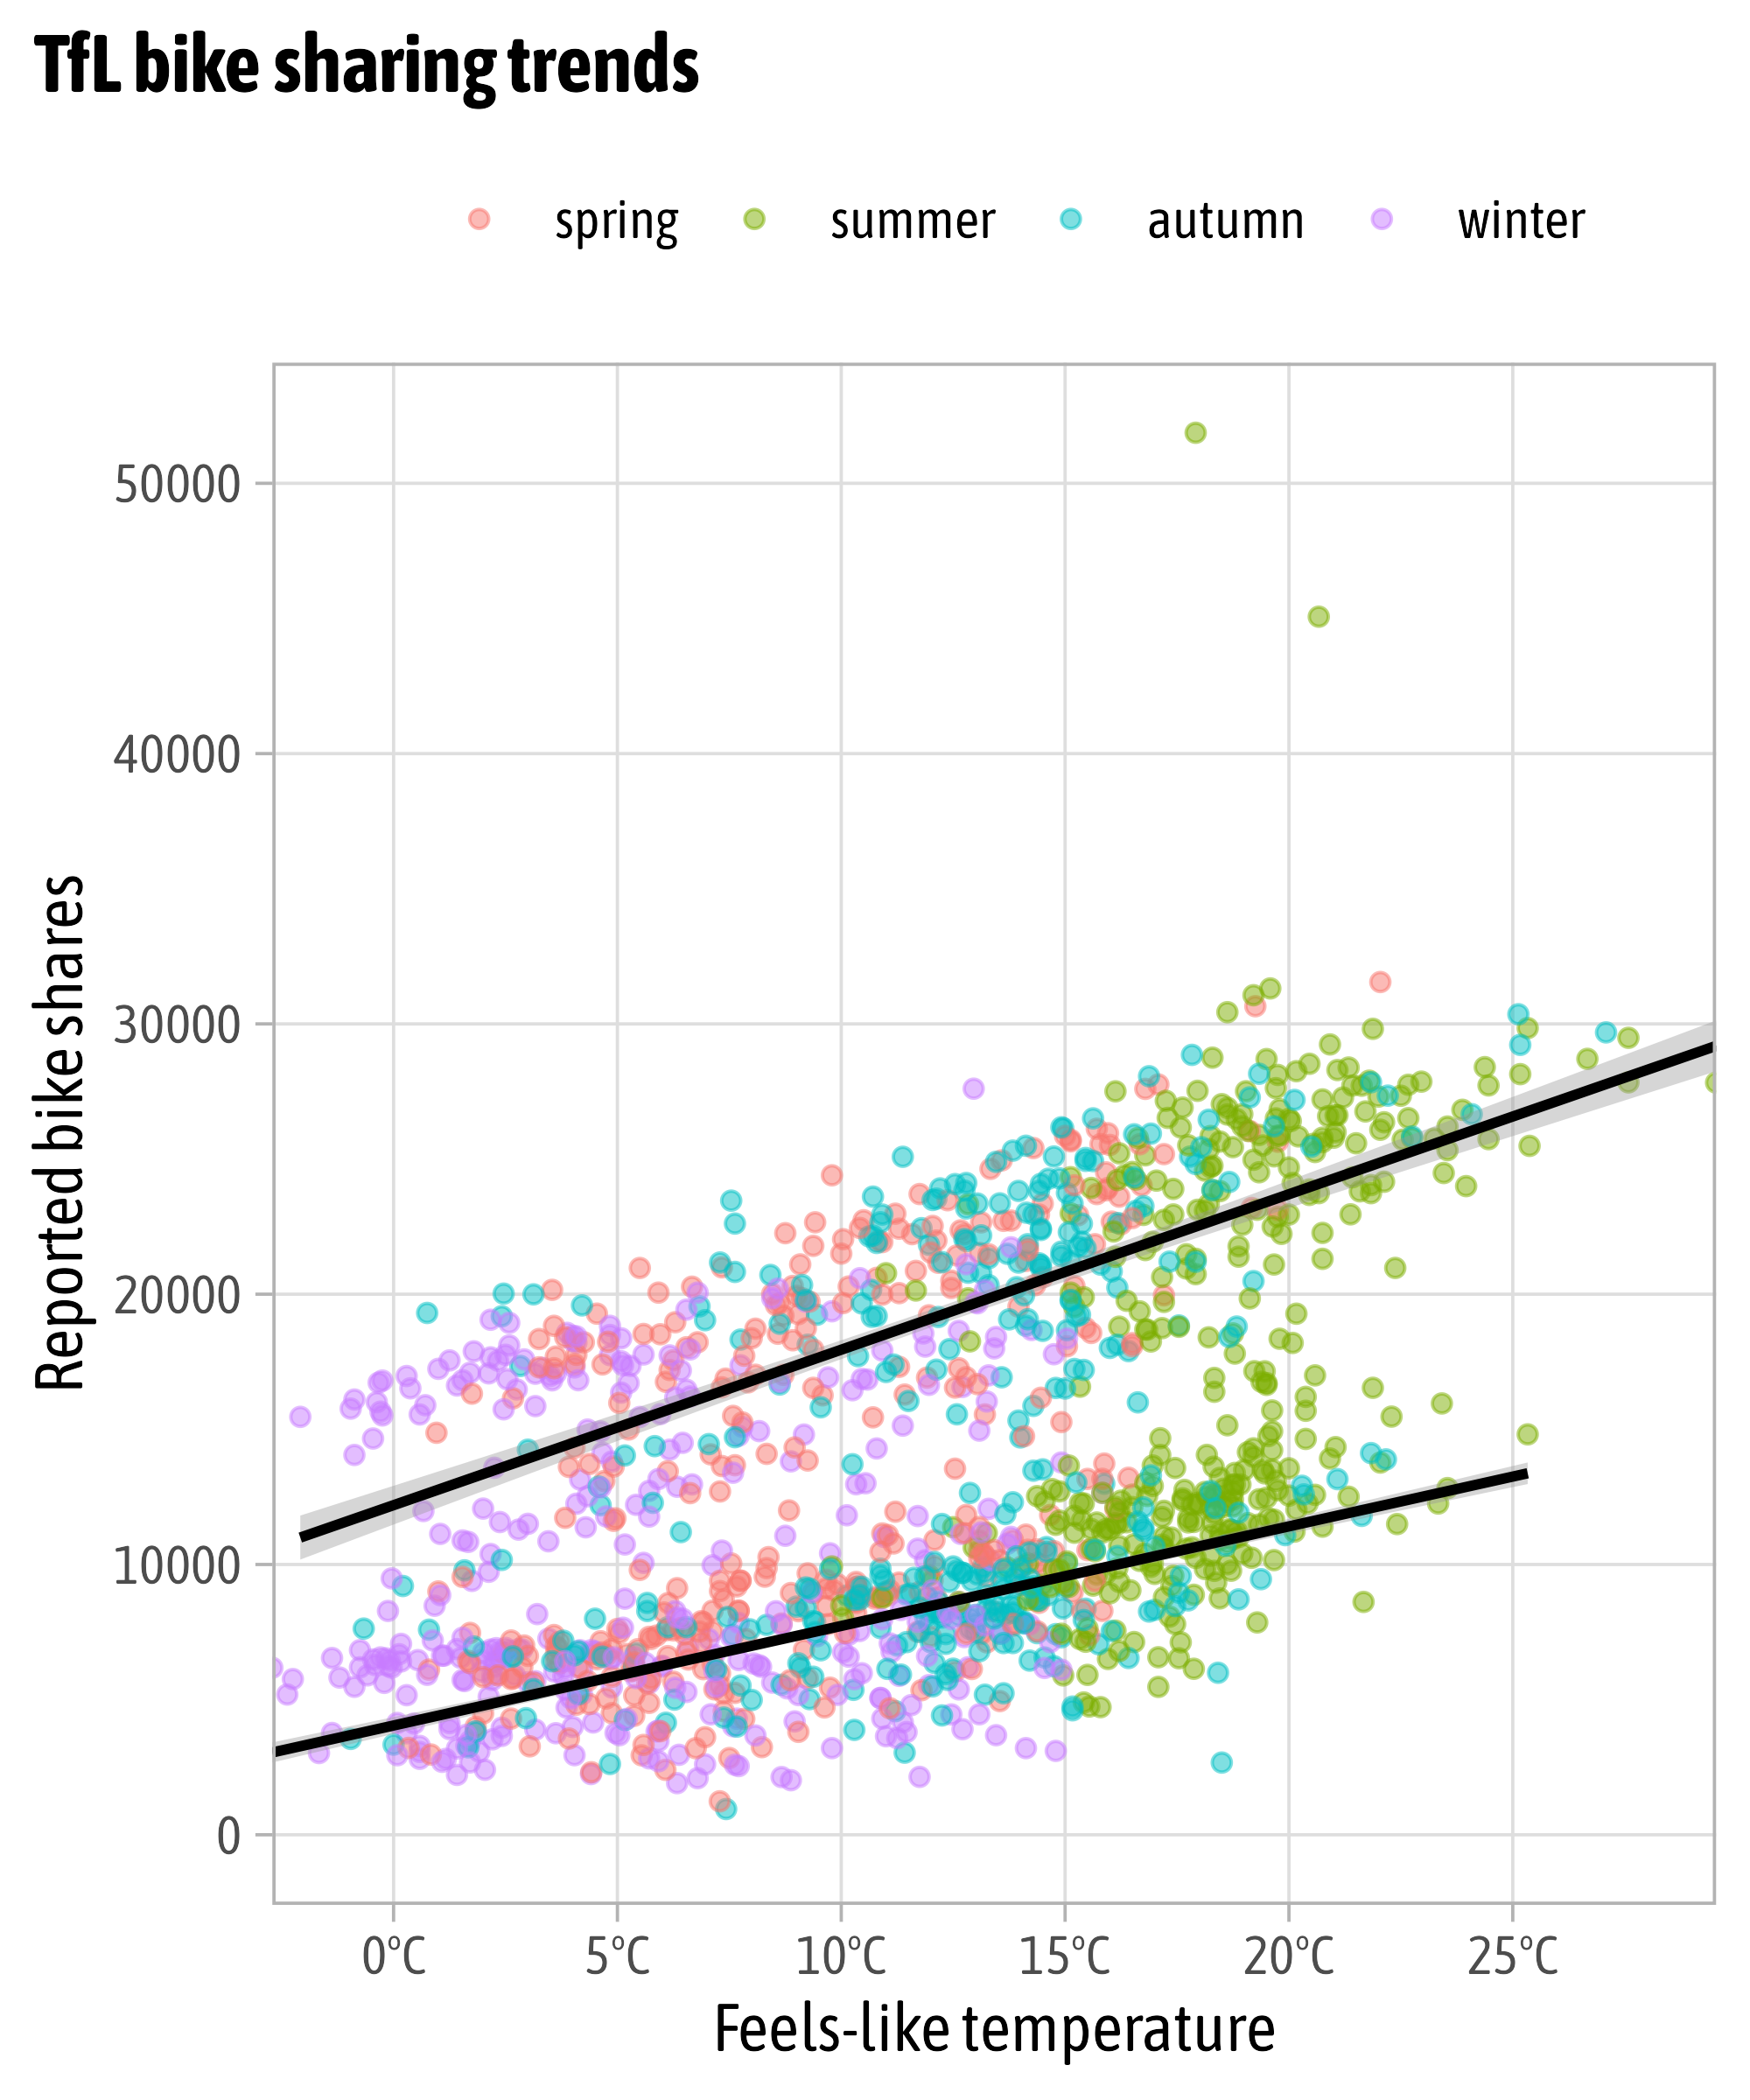 TfL bike sharing trends
spring summer autumn winter
Reported bike shares
50000
40000
30000
20000
10000
0
0°C 5°C 10°C 15°C 20°C 25°C
Feels-like temperature